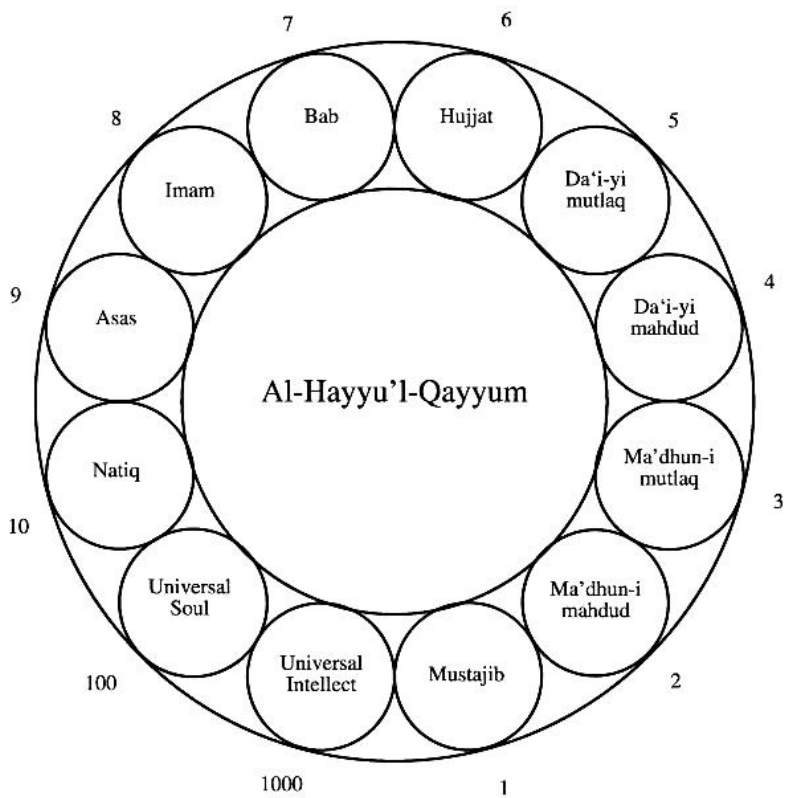 7
6
Bab
Hujjat
8
5
Imam
Da‘i-yi
mutlaq
9
4
Asas
Da‘i-yi
mahdud
Al-Hayyu’l-Qayyum
Natiq
Ma’dhun-i
mutlaq
10
3
Universal
Soul
Ma’dhun-i
mahdud
Universal
Intellect
Mustajib
100
2
1000
1